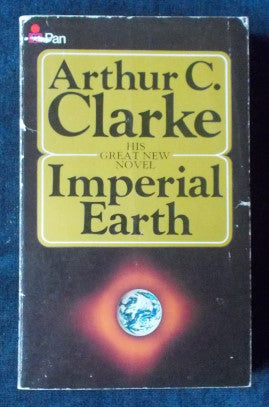 Pan
Arthur C.
Clarke
HIS
GREAT NEW
NOVEL
Imperial
Earth